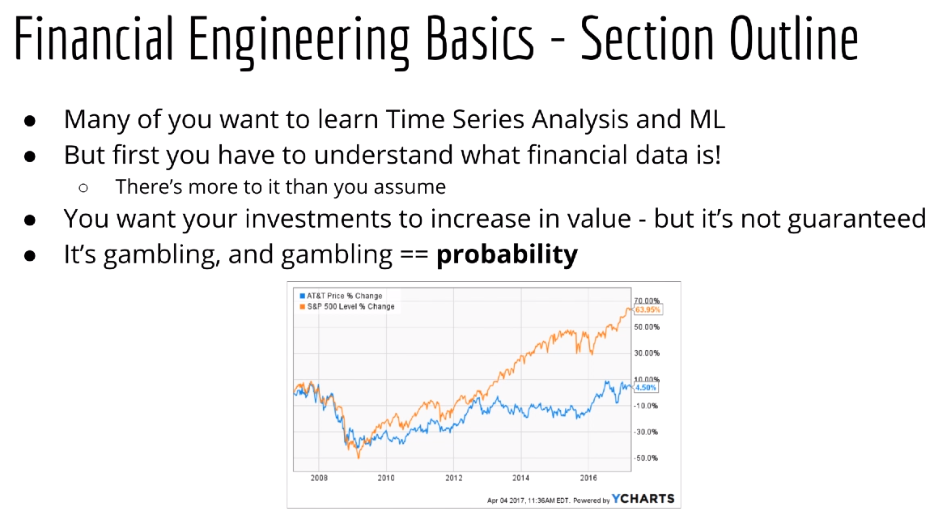 Financial Engineering Basics - Section Outline
● Many of you want to learn Time Series Analysis and ML
● But first you have to understand what financial data is!
○ There's more to it than you assume
● You want your investments to increase in value - but it's not guaranteed
● It's gambling, and gambling == probability
AT&T Price % Change
S&P 500 Level % Change
70.00%
63.95%
50.00%
30.00%
10.00%
4.50%
-10.0%
-30.0%
-50.0%
2008 2010 2012 2014 2016
Apr 04 2017, 11:36AM EDT. Powered by YCHARTS